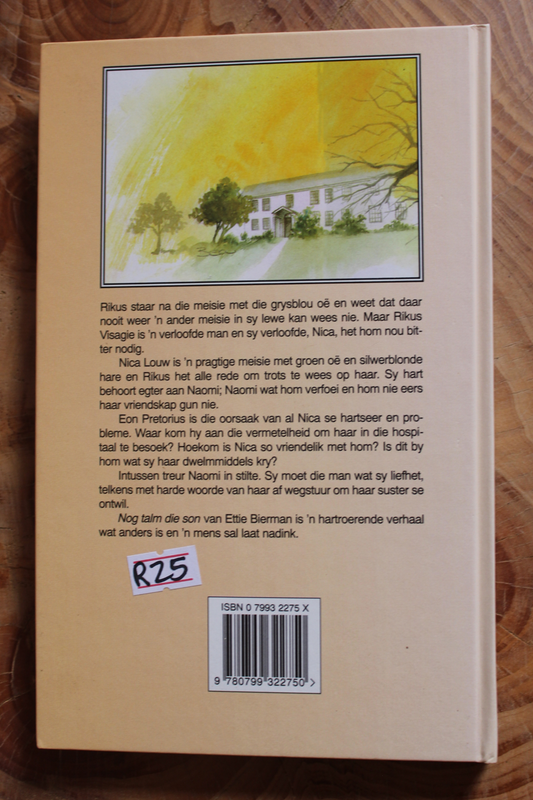 Rikus staar na die meisie met die grysblou oë en weet dat daar
nooit weer 'n ander meisie in sy lewe kan wees nie. Maar Rikus
Visagie is 'n verloofde man en sy verloofde, Nica, het hom nou bit-
ter nodig.
Nica Louw is 'n pragtige meisie met groen oë en silwerblonde
hare en Rikus het alle rede om trots te wees op haar. Sy hart
behoort egter aan Naomi; Naomi wat hom verfoei en hom nie eers
haar vriendskap gun nie.
Eon Pretorius is die oorsaak van al Nica se hartseer en pro-
bleme. Waar kom hy aan die vermetelheid om haar in die hospi-
taal te besoek? Hoekom is Nica so vriendelik met hom? Is dit by
hom wat sy haar dwelmmiddels kry?
Intussen treur Naomi in stilte. Sy moet die man wat sy liefhet,
telkens met harde woorde van haar af wegstuur om haar suster se
ontwil.
Nog talm die son van Ettie Bierman is 'n hartroerende verhaal
wat anders is en 'n mens sal laat nadink.
R25
ISBN 0 7993 2275 X
9 780799 322750 >